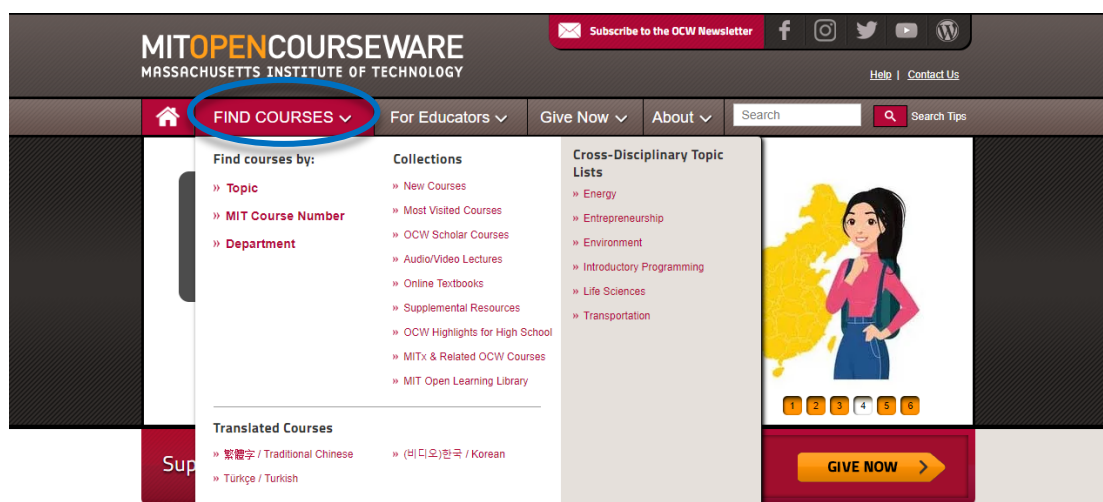 Subscribe to the OCW Newsletter
MITOPENCOURSEWARE
MASSACHUSETTS INSTITUTE OF TECHNOLOGY
Help | Contact Us
FIND COURSES
For Educators
Give Now
About
Search
Search Tips
Find courses by:
» Topic
» MIT Course Number
» Department
Collections
» New Courses
» Most Visited Courses
» OCW Scholar Courses
» Audio/Video Lectures
» Online Textbooks
» Supplemental Resources
» OCW Highlights for High School
» MITx & Related OCW Courses
» MIT Open Learning Library
Cross-Disciplinary Topic
Lists
» Energy
» Entrepreneurship
» Environment
» Introductory Programming
» Life Sciences
» Transportation
1 2 3 4 5 6
Translated Courses
» 繁體字 / Traditional Chinese
» (비디오)한국 / Korean
» Türkçe / Turkish
Sup
GIVE NOW